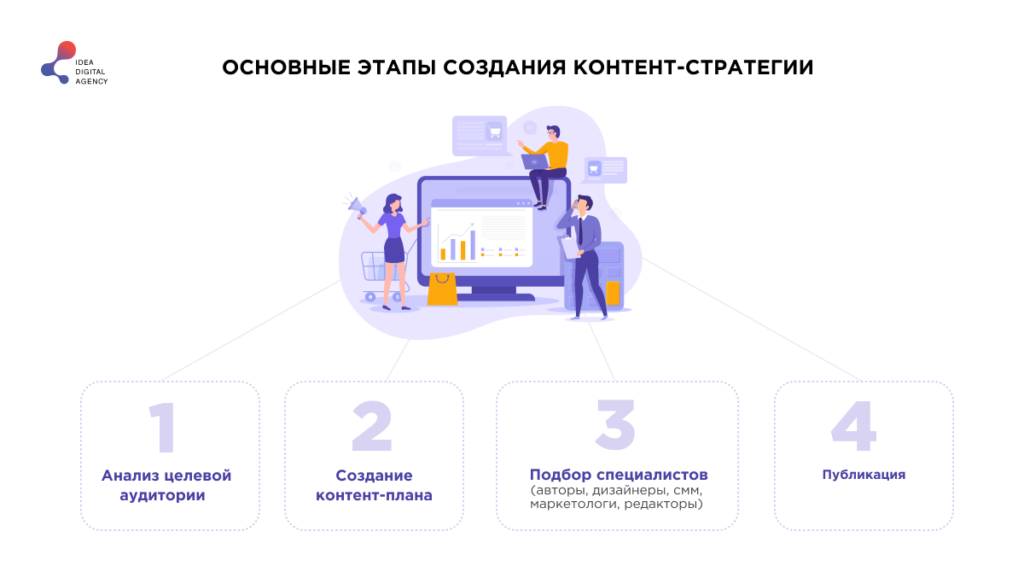 IDEA
DIGITAL
AGENCY
ОСНОВНЫЕ ЭТАПЫ СОЗДАНИЯ КОНТЕНТ-СТРАТЕГИИ
1
Анализ целевой
аудитории
2
Создание
контент-плана
3
Подбор специалистов
(авторы, дизайнеры, смм,
маркетологи, редакторы)
4
Публикация